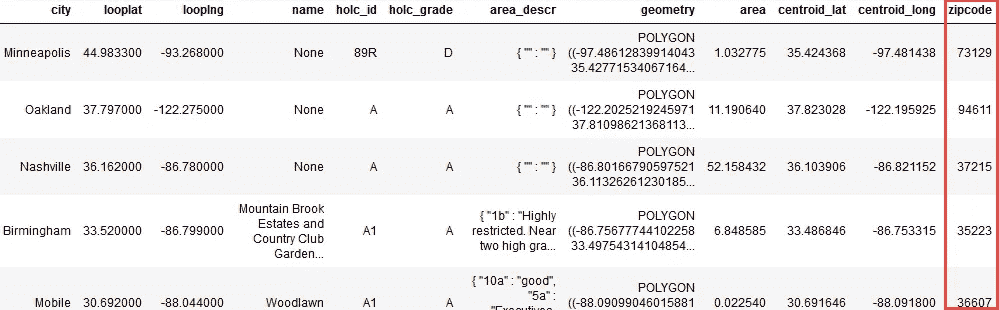 city looplat looplng name holc_id holc_grade area_descr geometry area centroid_lat centroid_long zipcode
POLYGON
Minneapolis 44.983300 -93.268000 None 89R D { "" : "" } ((-97.48612839914043 1.032775 35.424368 -97.481438 73129
35.42771534067164...
POLYGON
Oakland 37.797000 -122.275000 None A A { "" : "" } ((-122.2025219245971 11.190640 37.823028 -122.195925 94611
37.81098621368113...
POLYGON
Nashville 36.162000 -86.780000 None A A { "" : "" } ((-86.80166790597521 52.158432 36.103906 -86.821152 37215
36.11326261230185...
Mountain Brook
Estates and { "1b" : "Highly POLYGON
Birmingham 33.520000 -86.799000 Country Club A1 A restricted. Near ((-86.75677744102258 6.848585 33.486846 -86.753315 35223
Garden... two high gra... 33.49754314104854...
{ "10a" : "good", POLYGON
Mobile 30.692000 -88.044000 Woodlawn A1 A "5a" : ((-88.09099046015881 0.022540 30.691646 -88.091800 36607